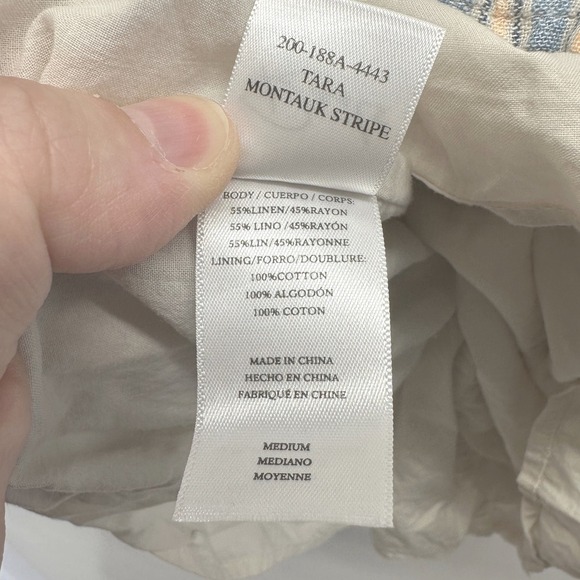 200-188A-4443
TARA
MONTAUK STRIPE
BODY / CUERPO / CORPS:
55%LINEN/45%RAYON
55% LINO /45%RAYÓN
55%LIN/45%RAYONNE
LINING/FORRO/DOUBLURE:
100%COTTON
100% ALGODÓN
100% COTON
MADE IN CHINA
HECHO EN CHINA
FABRIQUÉ EN CHINE
MEDIUM
MEDIANO
MOYENNE